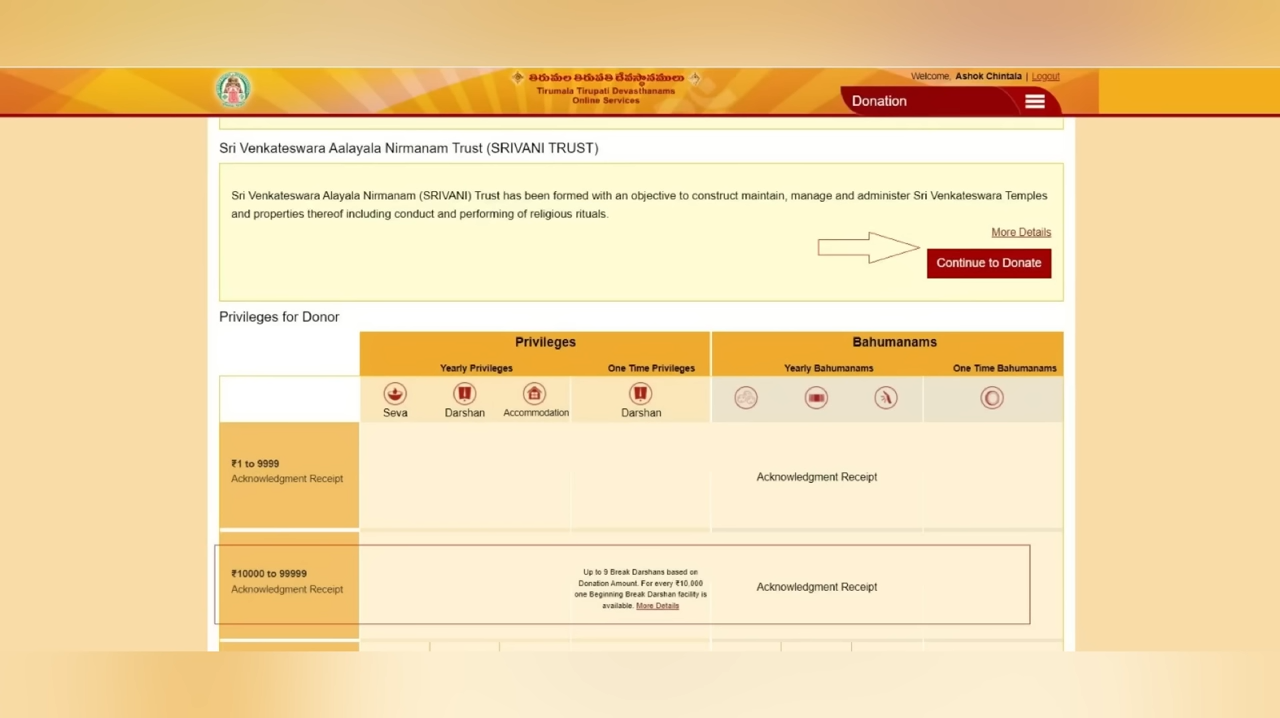 తిరుమల తిరుపతి దేవస్థానములు
Tirumala Tirupati Devasthanams
Online Services
Welcome, Ashok Chintala | Logout
Donation
Sri Venkateswara Aalayala Nirmanam Trust (SRIVANI TRUST)
Sri Venkateswara Alayala Nirmanam (SRIVANI) Trust has been formed with an objective to construct maintain, manage and administer Sri Venkateswara Temples
and properties thereof including conduct and performing of religious rituals.
More Details
Continue to Donate
Privileges for Donor
Privileges
Bahumanams
Yearly Privileges
One Time Privileges
Yearly Bahumanams
One Time Bahumanams
Seva
Darshan
Accommodation
Darshan
₹1 to 9999
Acknowledgment Receipt
Acknowledgment Receipt
₹10000 to 99999
Acknowledgment Receipt
Up to 9 Break Darshans based on
Donation Amount. For every ₹10,000
one Beginning Break Darshan facility is
available. More Details
Acknowledgment Receipt